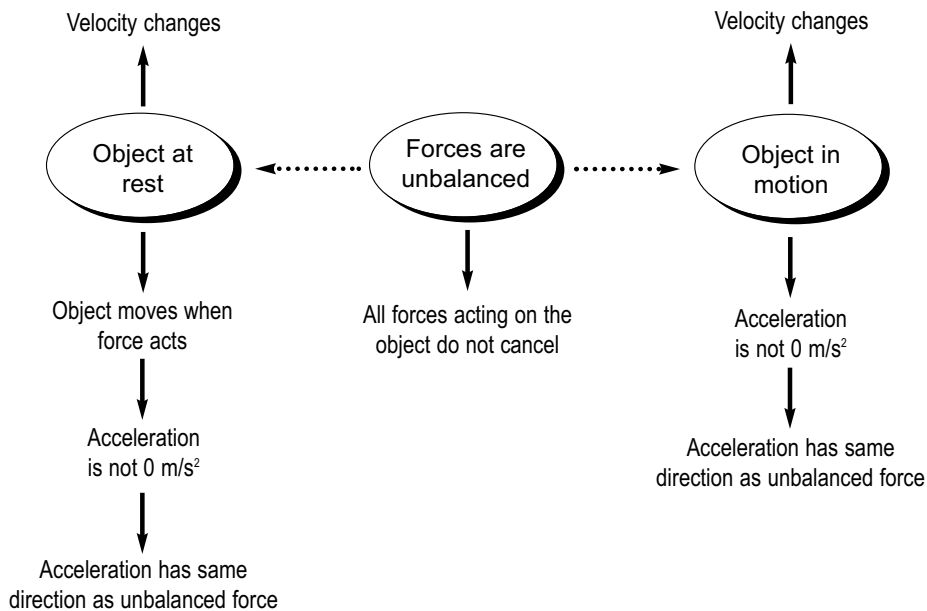 Velocity changes
Object at
rest
Object moves when
force acts
Acceleration
is not 0 m/s²
Acceleration has same
direction as unbalanced force
Forces are
unbalanced
All forces acting on the
object do not cancel
Velocity changes
Object in
motion
Acceleration
is not 0 m/s²
Acceleration has same
direction as unbalanced force